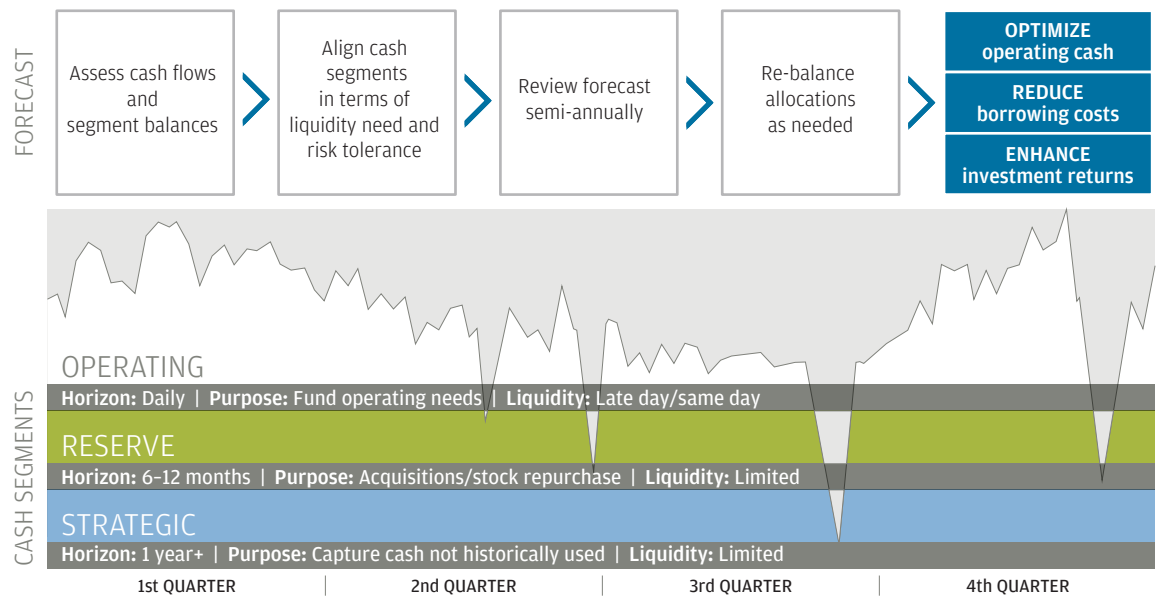 FORECAST
Assess cash flows
and
segment balances
Align cash
segments
in terms of
liquidity need and
risk tolerance
Review forecast
semi-annually
Re-balance
allocations
as needed
OPTIMIZE
operating cash
REDUCE
borrowing costs
ENHANCE
investment returns
CASH SEGMENTS
OPERATING
Horizon: Daily | Purpose: Fund operating needs | Liquidity: Late day/same day
RESERVE
Horizon: 6–12 months | Purpose: Acquisitions/stock repurchase | Liquidity: Limited
STRATEGIC
Horizon: 1 year+ | Purpose: Capture cash not historically used | Liquidity: Limited
1st QUARTER | 2nd QUARTER | 3rd QUARTER | 4th QUARTER